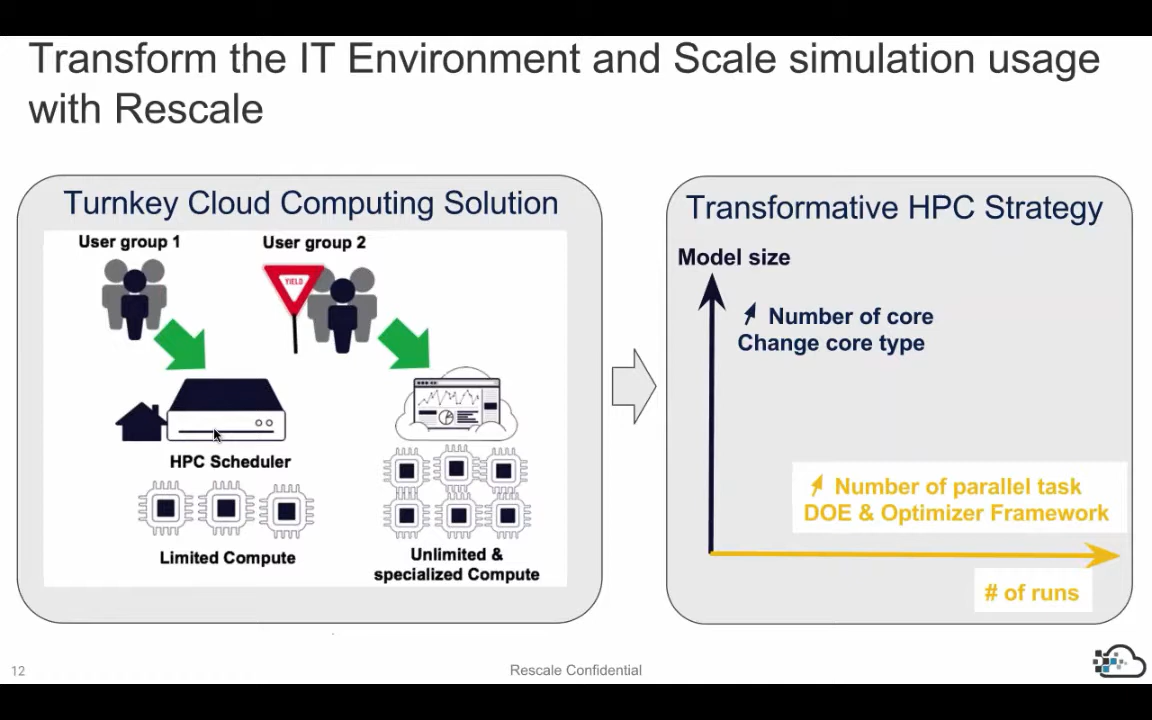 Transform the IT Environment and Scale simulation usage
with Rescale
Turnkey Cloud Computing Solution
User group 1
User group 2
YIELD
HPC Scheduler
Limited Compute
Unlimited &
specialized Compute
Transformative HPC Strategy
Model size
Number of core
Change core type
Number of parallel task
DOE & Optimizer Framework
# of runs
12
Rescale Confidential